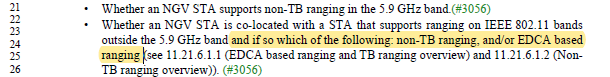 21 • Whether an NGV STA supports non-TB ranging in the 5.9 GHz band.(#3056)
22 • Whether an NGV STA is co-located with a STA that supports ranging on IEEE 802.11 bands
23 outside the 5.9 GHz band and if so which of the following: non-TB ranging, and/or EDCA based
24 ranging (see 11.21.6.1.1 (EDCA based ranging and TB ranging overview) and 11.21.6.1.2 (Non-
25 TB ranging overview)). (#3056)
26